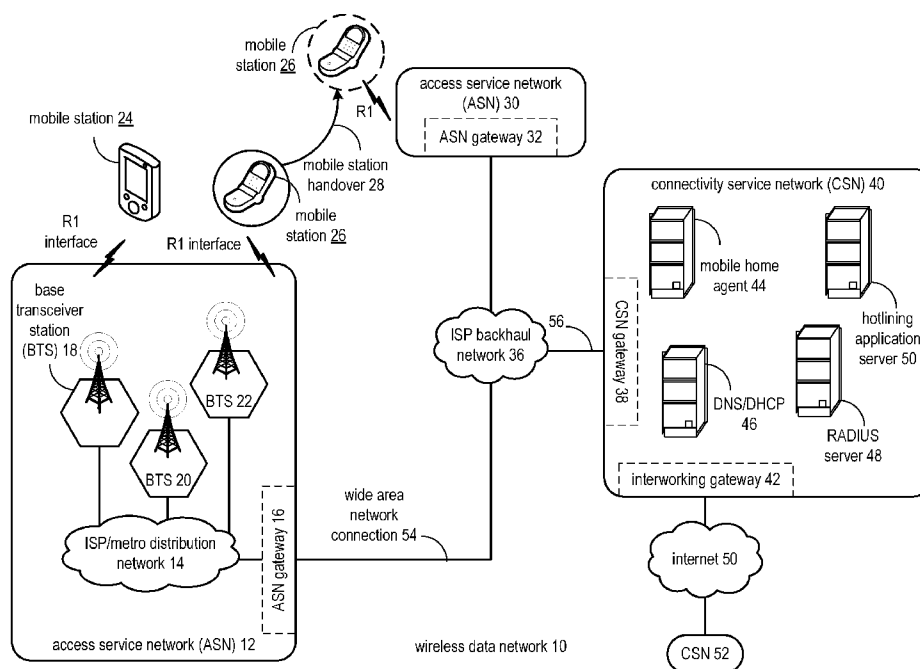 mobile
station 26
R1
access service network
(ASN) 30
ASN gateway 32
mobile station 24
mobile station
handover 28
mobile
station 26
R1
interface
R1 interface
base
transceiver
station
(BTS) 18
BTS 22
BTS 20
ISP/metro distribution
network 14
ASN gateway 16
access service network (ASN) 12
wide area
network
connection 54
ISP backhaul
network 36
56
connectivity service network (CSN) 40
mobile home
agent 44
hotlining
application
server 50
CSN gateway 38
DNS/DHCP
46
RADIUS
server 48
interworking gateway 42
internet 50
CSN 52
wireless data network 10